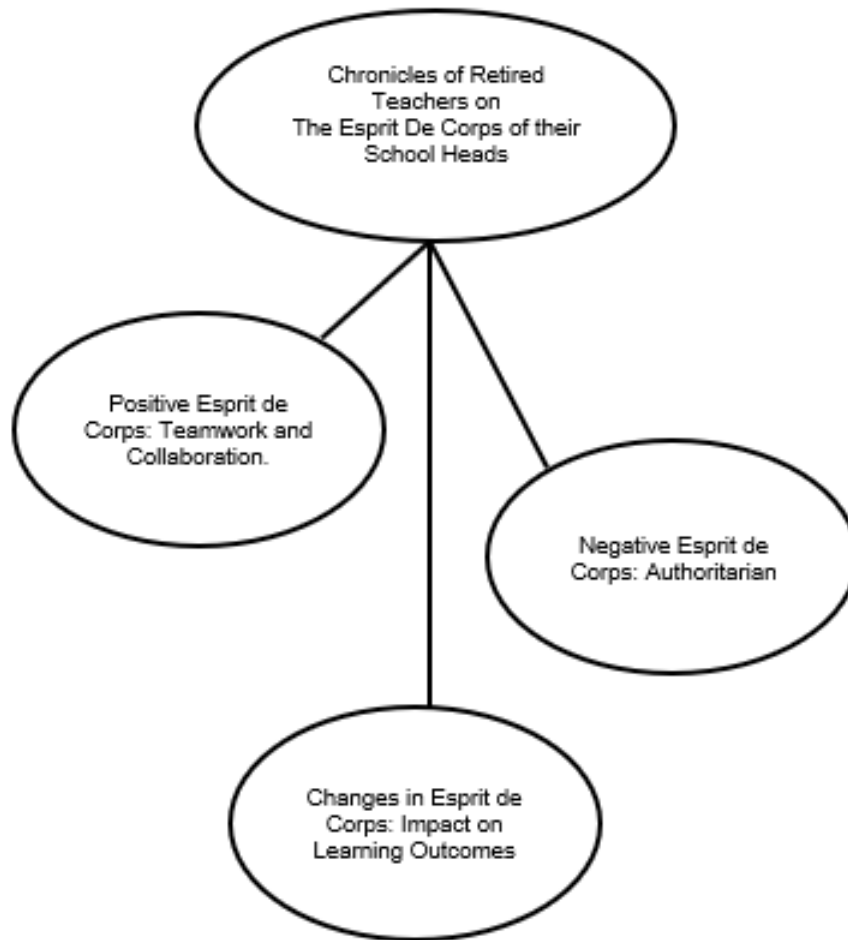 Chronicles of Retired
Teachers on
The Esprit De Corps of their
School Heads
Positive Esprit de
Corps: Teamwork and
Collaboration.
Negative Esprit de
Corps: Authoritarian
Changes in Esprit de
Corps: Impact on
Learning Outcomes